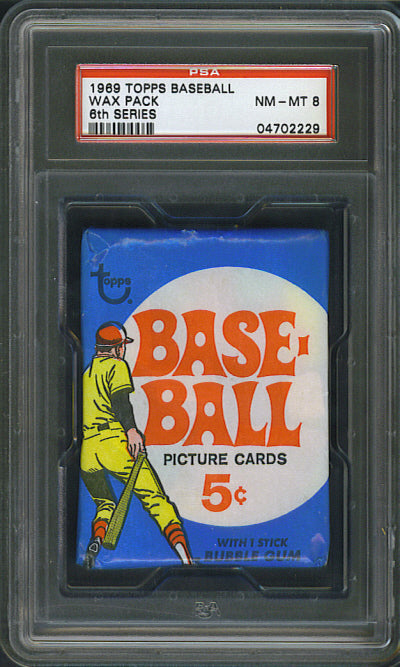 PSA
1969 TOPPS BASEBALL
WAX PACK NM-MT 8
6th SERIES
04702229
Topps
BASE-
BALL
PICTURE CARDS
5¢
WITH 1 STICK
BUBBLE GUM
PSA